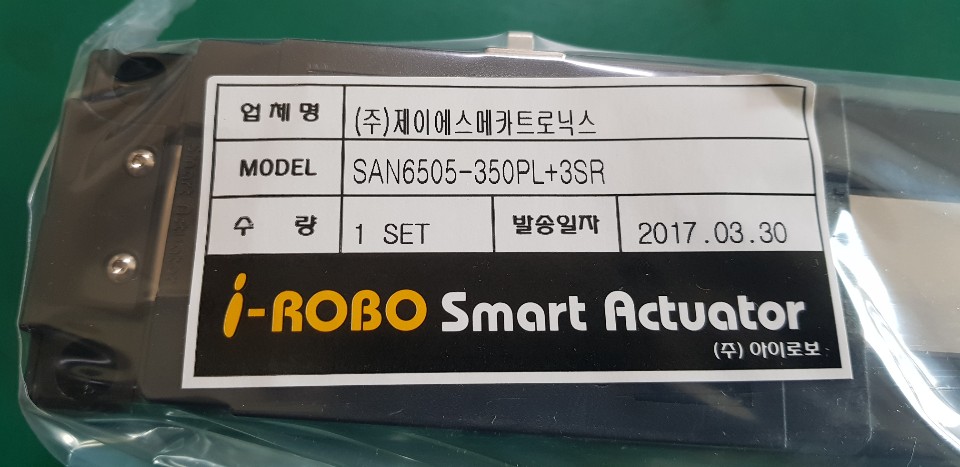 업체명 (주)제이에스메카트로닉스
MODEL SAN6505-350PL+3SR
수 량 1 SET 발송일자 2017.03.30
i-ROBO Smart Actuator
(주) 아이로보